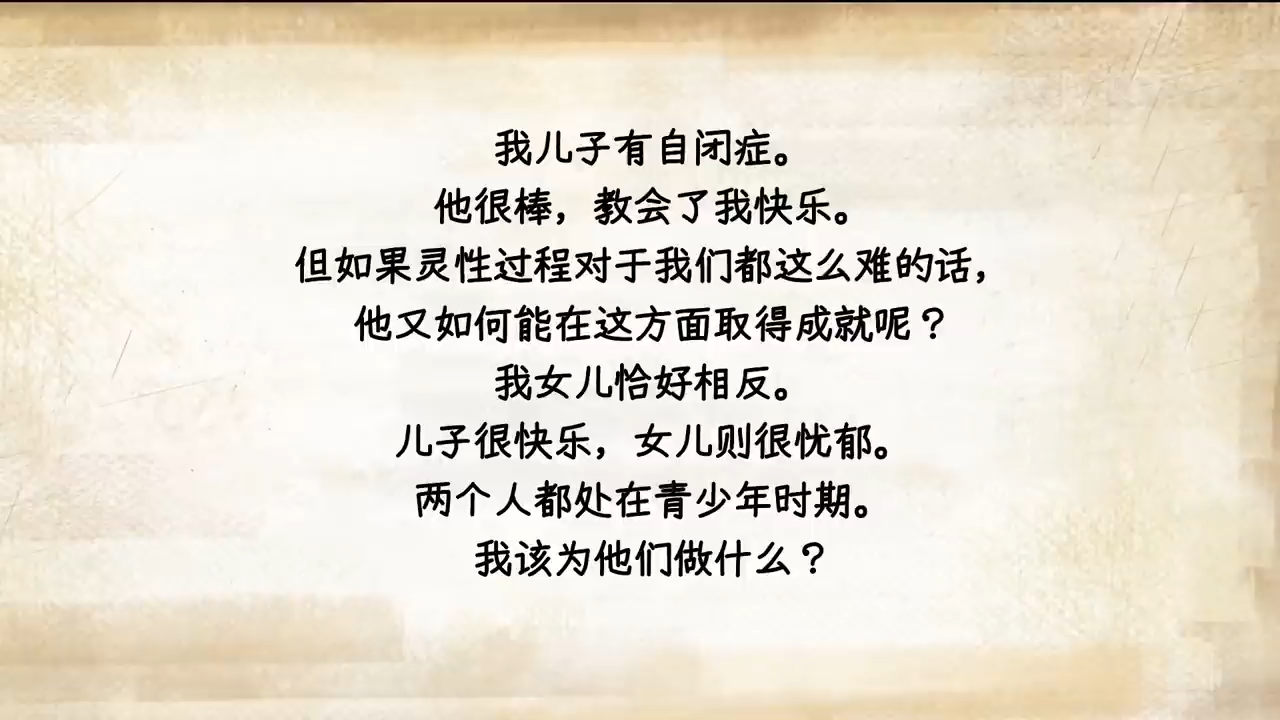 我儿子有自闭症。
他很棒，教会了我快乐。
但如果灵性过程对于我们都这么难的话，
他又如何能在这方面取得成就呢？
我女儿恰好相反。
儿子很快乐，女儿则很忧郁。
两个人都处在青少年时期。
我该为他们做什么？